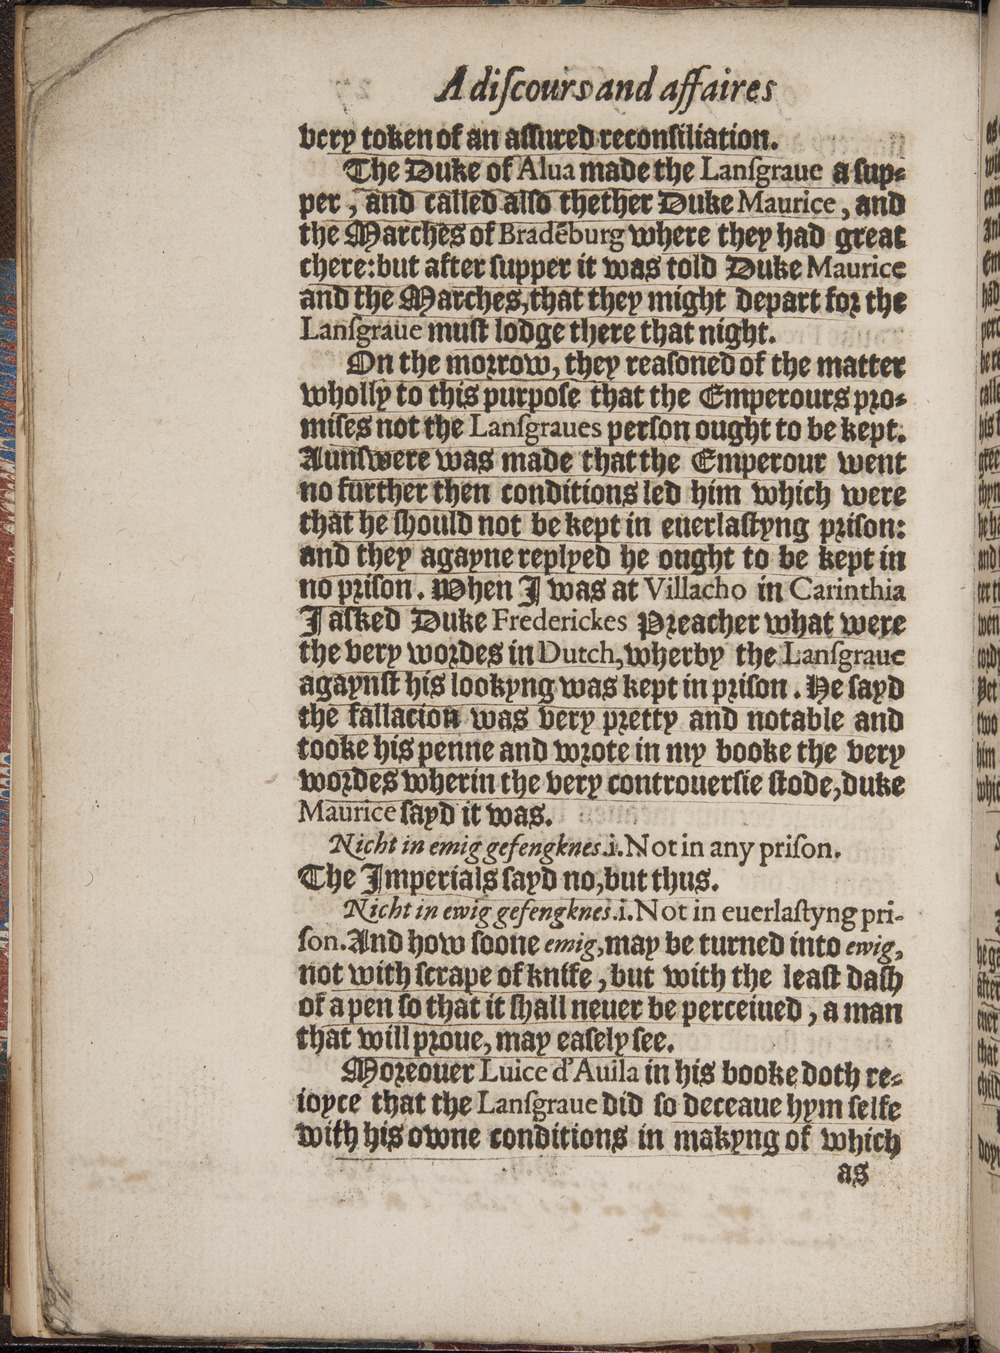 A diſcours and affaires
very token of an aſſured reconſiliation.
The Duke of Alua made the Lanſgraue a ſup-
per, and called alſo thether Duke Maurice, and
the Marches of Bradēburg where they had great
chere: but after ſupper it was told Duke Maurice
and the Marches, that they might depart for the
Lanſgraue muſt lodge there that night.
On the morrow, they reaſoned of the matter
wholly to this purpoſe that the Emperours pro-
miſes not the Lanſgraues perſon ought to be kept.
Aunſwere was made that the Emperour went
no further then conditions led him which were
that he ſhould not be kept in euerlaſtyng priſon:
and they agayne replyed he ought to be kept in
no priſon. When I was at Villacho in Carinthia
I aſked Duke Frederickes Preacher what were
the very wordes in Dutch, wherby the Lanſgraue
agaynſt his lookyng was kept in priſon. He ſayd
the fallacion was very pretty and notable and
tooke his penne and wrote in my booke the very
wordes wherin the very controuerſie ſtode, duke
Maurice ſayd it was.
Nicht in emig gefengknes.i. Not in any priſon.
The Imperials ſayd no, but thus.
Nicht in ewig gefengknes.i. Not in euerlaſtyng pri-
ſon. And how ſoone emig, may be turned into ewig,
not with ſcrape of knife, but with the leaſt daſh
of a pen ſo that it ſhall neuer be perceiued, a man
that will proue, may eaſely ſee.
Moreouer Luice d'Auila in his booke doth re-
ioyce that the Lanſgraue did ſo deceaue hym ſelfe
with his owne conditions in makyng of which
as